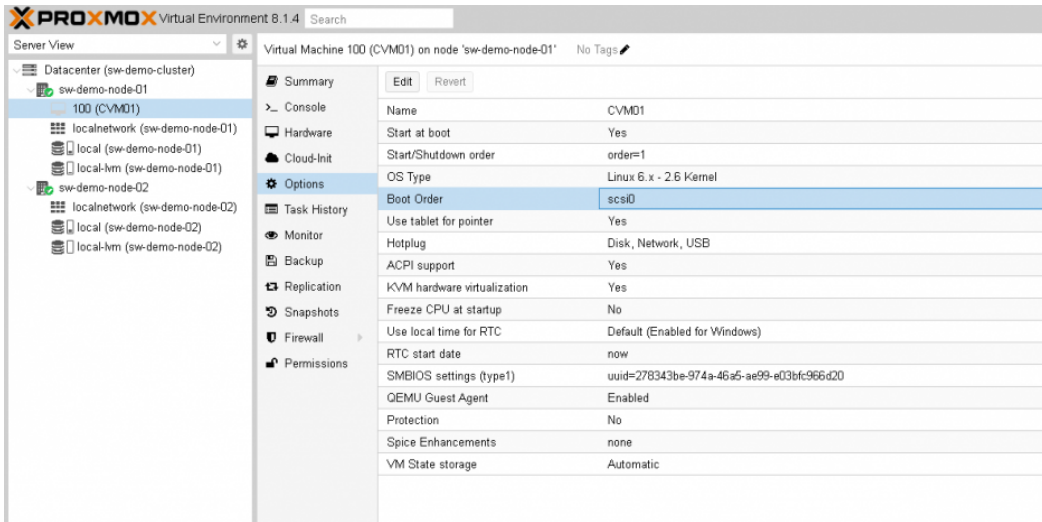 PROXMOX Virtual Environment 8.1.4 Search
Server View
Datacenter (sw-demo-cluster)
sw-demo-node-01
100 (CVM01)
localnetwork (sw-demo-node-01)
local (sw-demo-node-01)
local-lvm (sw-demo-node-01)
sw-demo-node-02
localnetwork (sw-demo-node-02)
local (sw-demo-node-02)
local-lvm (sw-demo-node-02)
Virtual Machine 100 (CVM01) on node 'sw-demo-node-01' No Tags
Summary
Console
Hardware
Cloud-Init
Options
Task History
Monitor
Backup
Replication
Snapshots
Firewall
Permissions
Edit Revert
Name CVM01
Start at boot Yes
Start/Shutdown order order=1
OS Type Linux 6.x - 2.6 Kernel
Boot Order scsi0
Use tablet for pointer Yes
Hotplug Disk, Network, USB
ACPI support Yes
KVM hardware virtualization Yes
Freeze CPU at startup No
Use local time for RTC Default (Enabled for Windows)
RTC start date now
SMBIOS settings (type1) uuid=278343be-974a-46a5-ae99-e03bfc966d20
QEMU Guest Agent Enabled
Protection No
Spice Enhancements none
VM State storage Automatic